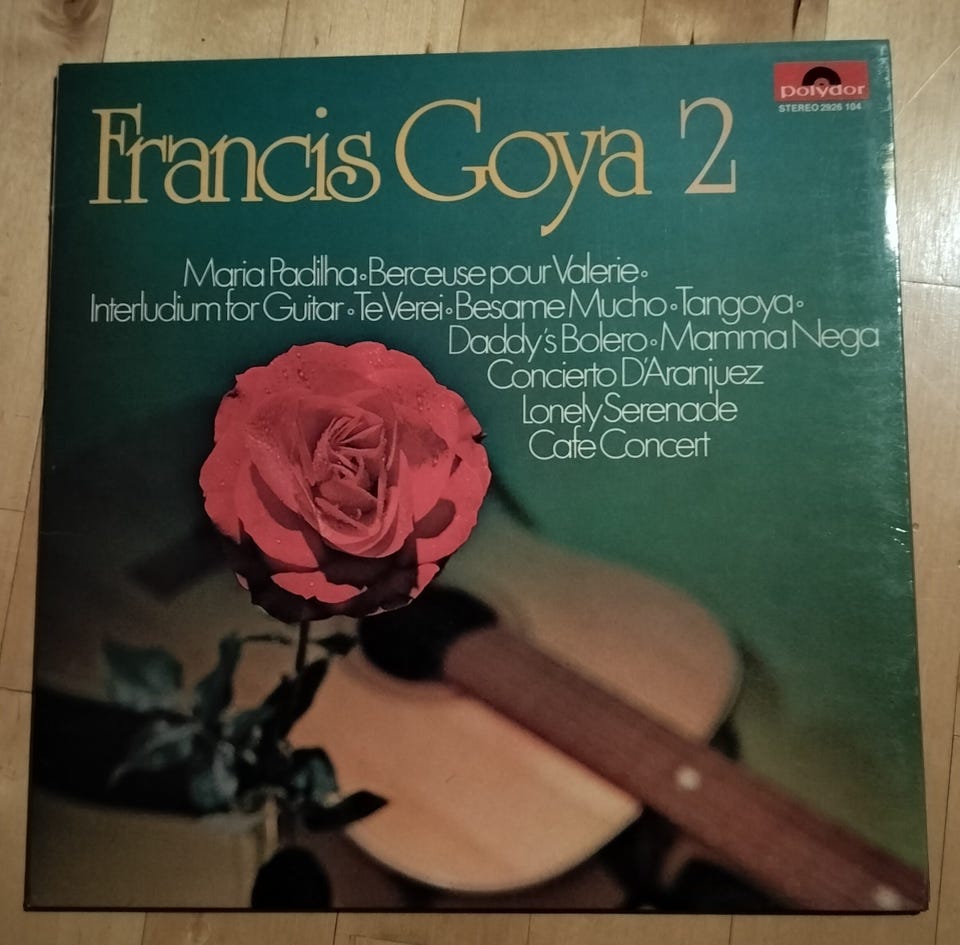 polydor
STEREO 2926 104
Francis Goya 2
Maria Padilha • Berceuse pour Valerie •
Interludium for Guitar • Te Verei • Besame Mucho • Tangoya •
Daddy's Bolero • Mamma Nega
Concierto D'Aranjuez
Lonely Serenade
Cafe Concert